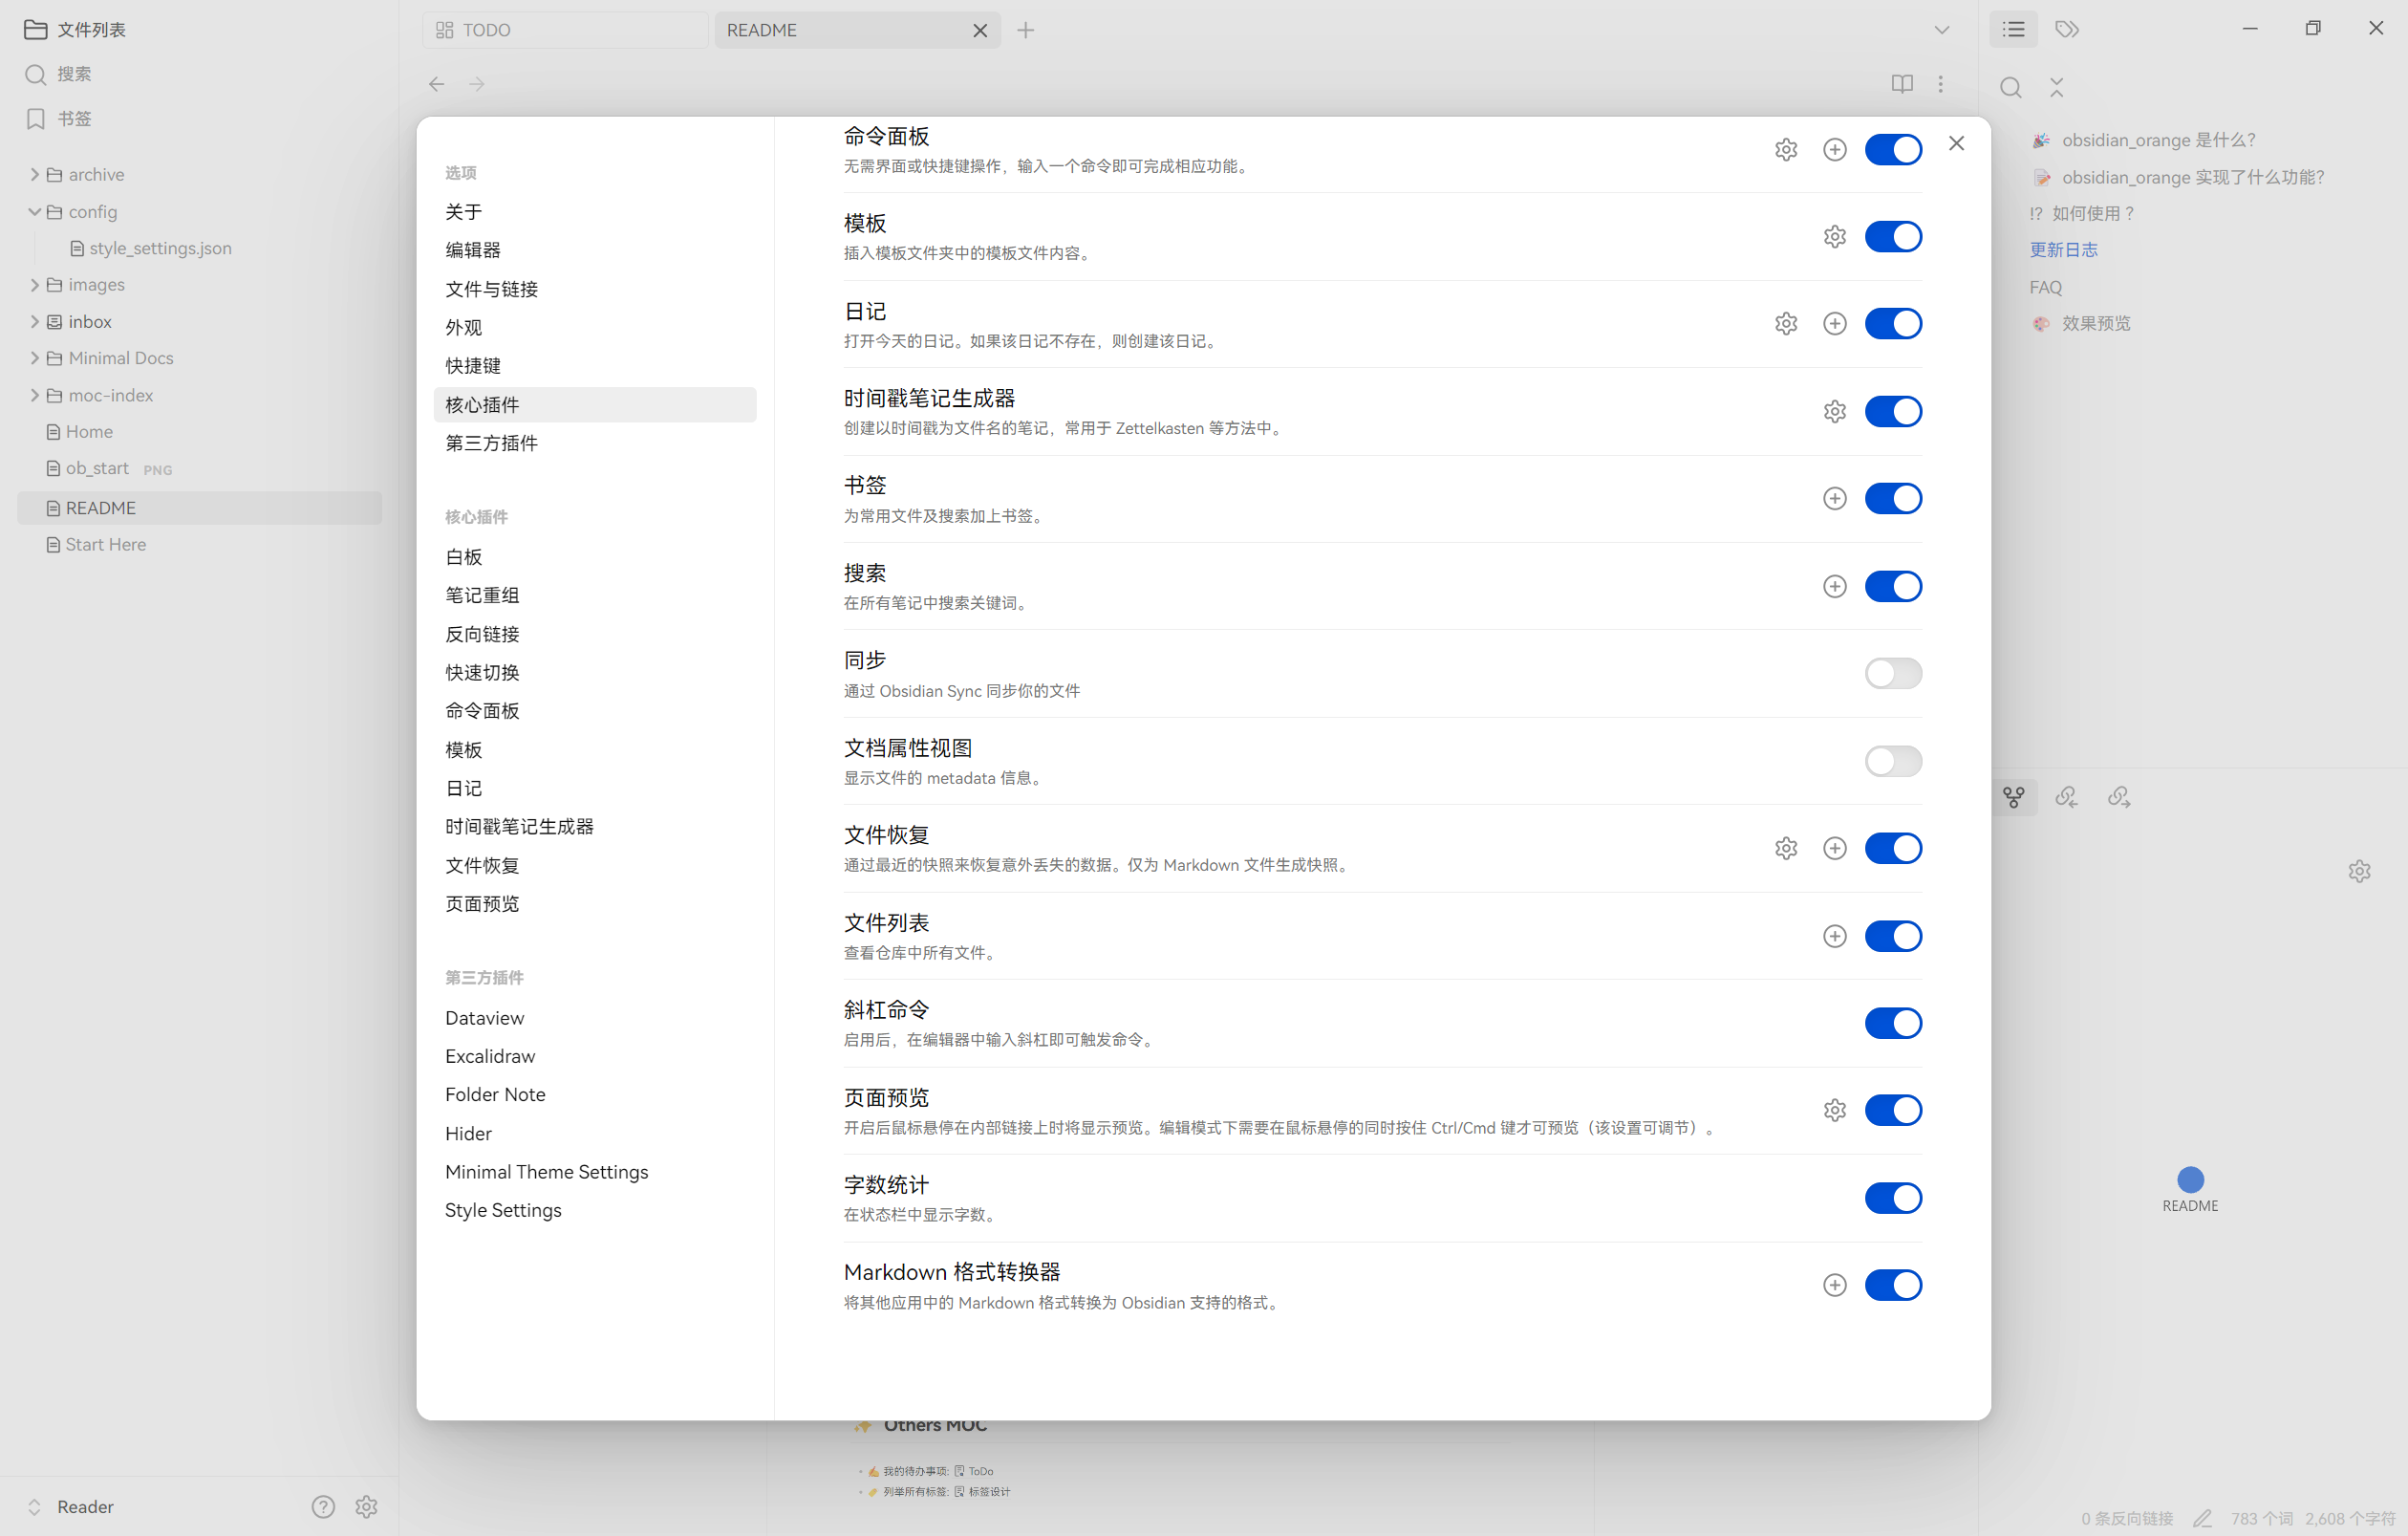 文件列表
搜索
书签
archive
config
style_settings.json
images
inbox
Minimal Docs
moc-index
Home
ob_start PNG
README
Start Here
Reader
TODO
README
选项
关于
编辑器
文件与链接
外观
快捷键
核心插件
第三方插件
核心插件
白板
笔记重组
反向链接
快速切换
命令面板
模板
日记
时间戳笔记生成器
文件恢复
页面预览
第三方插件
Dataview
Excalidraw
Folder Note
Hider
Minimal Theme Settings
Style Settings
命令面板
无需界面或快捷键操作，输入一个命令即可完成相应功能。
模板
插入模板文件夹中的模板文件内容。
日记
打开今天的日记。如果该日记不存在，则创建该日记。
时间戳笔记生成器
创建以时间戳为文件名的笔记，常用于 Zettelkasten 等方法中。
书签
为常用文件及搜索加上书签。
搜索
在所有笔记中搜索关键词。
同步
通过 Obsidian Sync 同步你的文件
文档属性视图
显示文件的 metadata 信息。
文件恢复
通过最近的快照来恢复意外丢失的数据。仅为 Markdown 文件生成快照。
文件列表
查看仓库中所有文件。
斜杠命令
启用后，在编辑器中输入斜杠即可触发命令。
页面预览
开启后鼠标悬停在内部链接上时将显示预览。编辑模式下需要在鼠标悬停的同时按住 Ctrl/Cmd 键才可预览（该设置可调节）。
字数统计
在状态栏中显示字数。
Markdown 格式转换器
将其他应用中的 Markdown 格式转换为 Obsidian 支持的格式。
Others MOC
我的待办事项: ToDo
列举所有标签: 标签设计
🎉 obsidian_orange 是什么？
📝 obsidian_orange 实现了什么功能？
⁉ 如何使用？
更新日志
FAQ
🎨 效果预览
README
0 条反向链接 783 个词 2,608 个字符